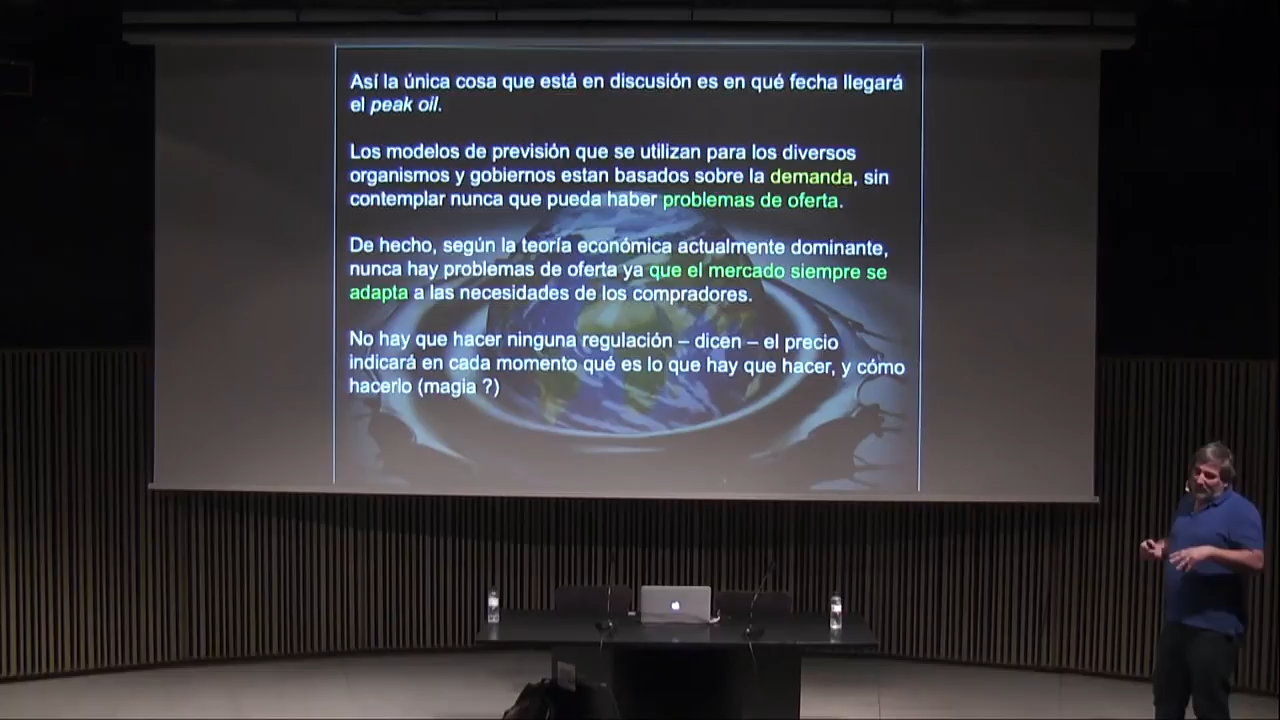 Así la única cosa que está en discusión es en qué fecha llegará
el peak oil.
Los modelos de previsión que se utilizan para los diversos
organismos y gobiernos estan basados sobre la demanda, sin
contemplar nunca que pueda haber problemas de oferta.
De hecho, según la teoría económica actualmente dominante,
nunca hay problemas de oferta ya que el mercado siempre se
adapta a las necesidades de los compradores.
No hay que hacer ninguna regulación – dicen – el precio
indicará en cada momento qué es lo que hay que hacer, y cómo
hacerlo (magia ?)